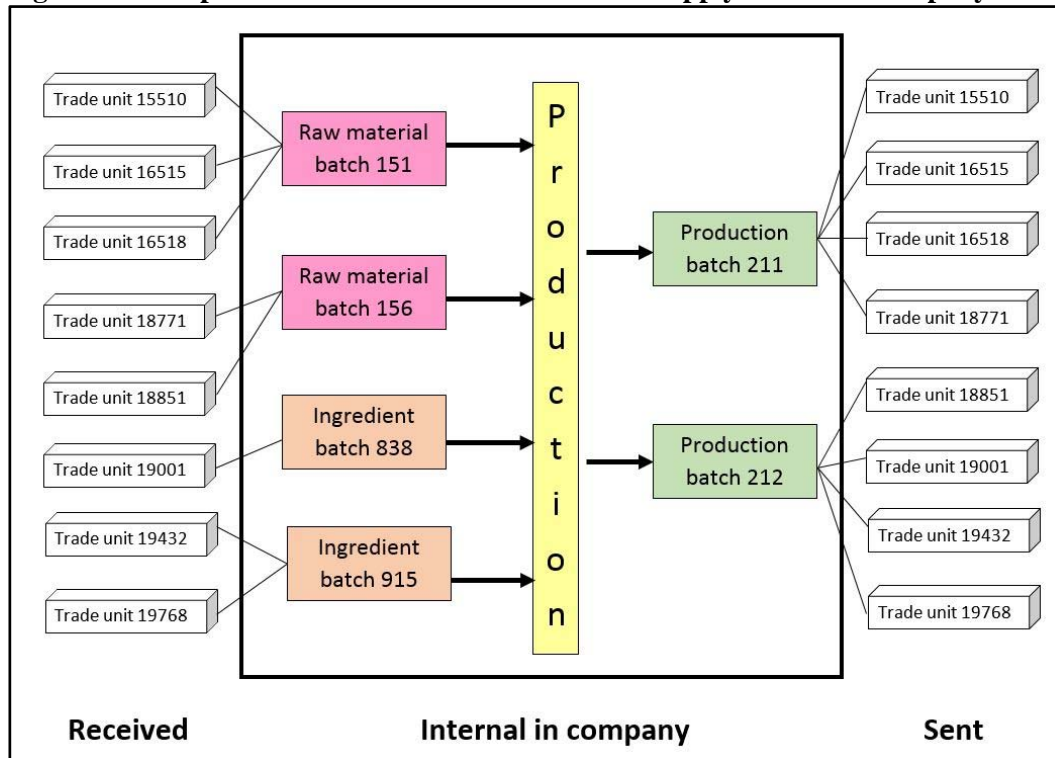 Trade unit 15510
Trade unit 16515
Trade unit 16518
Trade unit 18771
Trade unit 18851
Trade unit 19001
Trade unit 19432
Trade unit 19768
Raw material
batch 151
Raw material
batch 156
Ingredient
batch 838
Ingredient
batch 915
P
r
o
d
u
c
t
i
o
n
Production
batch 211
Production
batch 212
Trade unit 15510
Trade unit 16515
Trade unit 16518
Trade unit 18771
Trade unit 18851
Trade unit 19001
Trade unit 19432
Trade unit 19768
Received
Internal in company
Sent